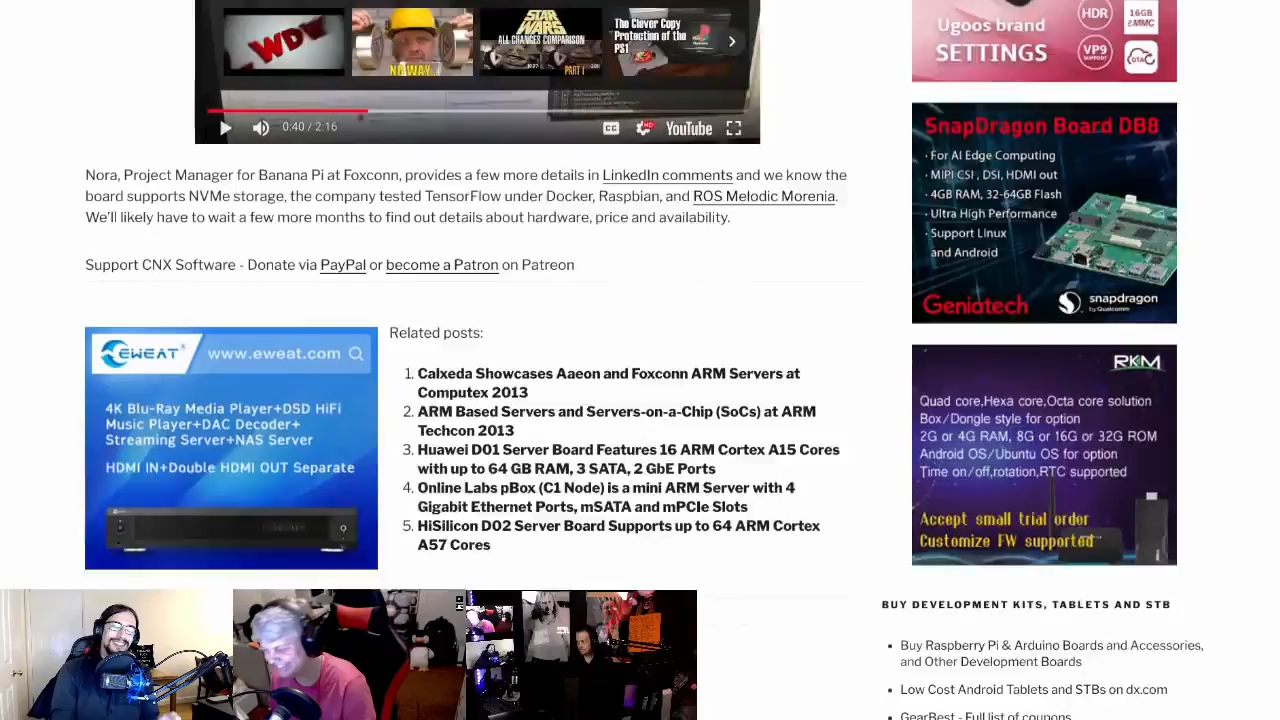 WDW
NO WAY...
STAR WARS
ALL CHANGES COMPARISON
PART I
The Clever Copy
Protection of the
PS1
0:40 / 2:16
CC
HD
YouTube
Nora, Project Manager for Banana Pi at Foxconn, provides a few more details in LinkedIn comments and we know the
board supports NVMe storage, the company tested TensorFlow under Docker, Raspbian, and ROS Melodic Morenia.
We'll likely have to wait a few more months to find out details about hardware, price and availability.
Support CNX Software - Donate via PayPal or become a Patron on Patreon
EWEAT®
www.eweat.com
4K Blu-Ray Media Player+DSD HiFi
Music Player+DAC Decoder+
Streaming Server+NAS Server
HDMI IN+Double HDMI OUT Separate
Related posts:
1. Calxeda Showcases Aaeon and Foxconn ARM Servers at
Computex 2013
2. ARM Based Servers and Servers-on-a-Chip (SoCs) at ARM
Techcon 2013
3. Huawei D01 Server Board Features 16 ARM Cortex A15 Cores
with up to 64 GB RAM, 3 SATA, 2 GbE Ports
4. Online Labs pBox (C1 Node) is a mini ARM Server with 4
Gigabit Ethernet Ports, mSATA and mPCIe Slots
5. HiSilicon D02 Server Board Supports up to 64 ARM Cortex
A57 Cores
Ugoos brand
SETTINGS
HDR
16GB
eMMC
VP9
SUPPORT
OTA
SnapDragon Board DB8
· For AI Edge Computing
· MIPI CSI , DSI, HDMI out
· 4GB RAM, 32-64GB Flash
· Ultra High Performance
· Support Linux
and Android
Geniatech
snapdragon
by Qualcomm
RKM
Quad core,Hexa core,Octa core solution
Box/Dongle style for option
2G or 4G RAM, 8G or 16G or 32G ROM
Android OS/Ubuntu OS for option
Time on/off,rotation,RTC supported
Accept small trial order
Customize FW supported
BUY DEVELOPMENT KITS, TABLETS AND STB
• Buy Raspberry Pi & Arduino Boards and Accessories,
and Other Development Boards
• Low Cost Android Tablets and STBs on dx.com
• GearBest - Full list of coupons